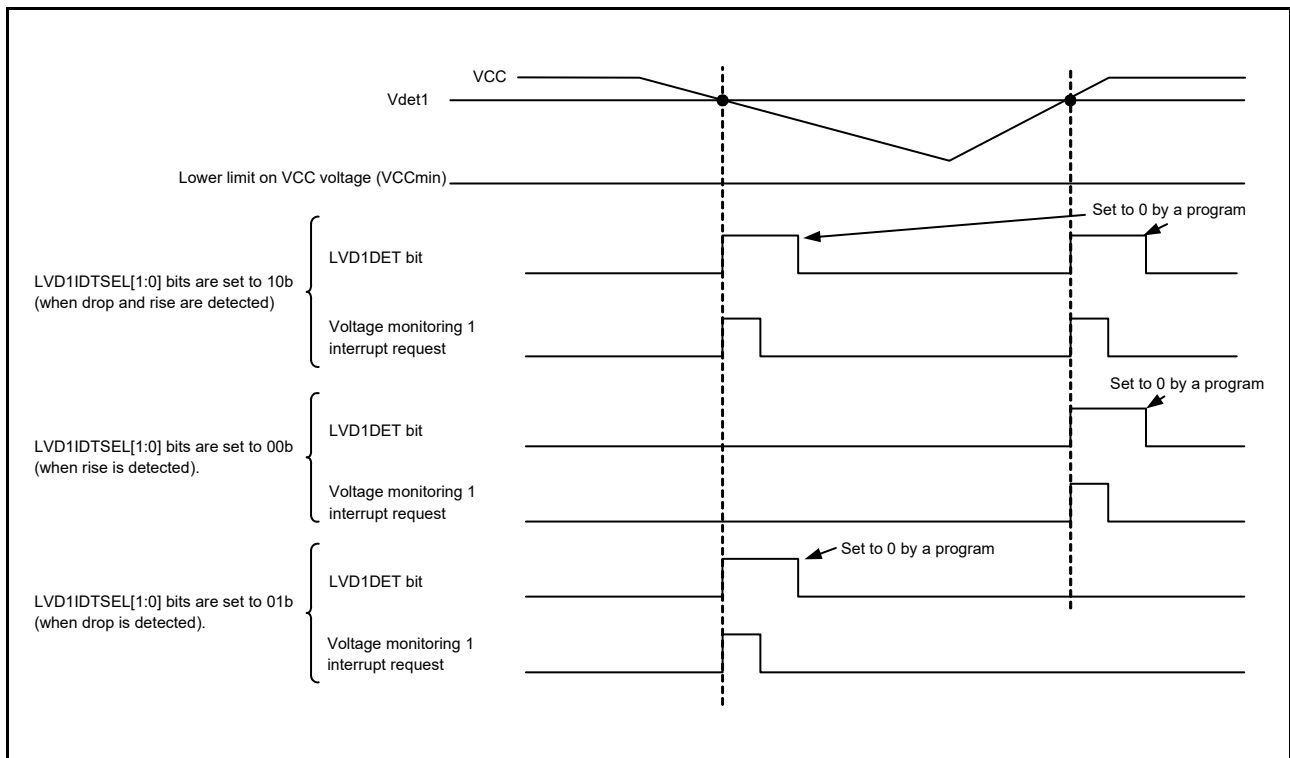 VCC
Vdet1
Lower limit on VCC voltage (VCCmin)
Set to 0 by a program
LVD1DET bit
LVD1IDTSEL[1:0] bits are set to 10b
(when drop and rise are detected)
Voltage monitoring 1
interrupt request
Set to 0 by a program
LVD1DET bit
LVD1IDTSEL[1:0] bits are set to 00b
(when rise is detected).
Voltage monitoring 1
interrupt request
Set to 0 by a program
LVD1DET bit
LVD1IDTSEL[1:0] bits are set to 01b
(when drop is detected).
Voltage monitoring 1
interrupt request